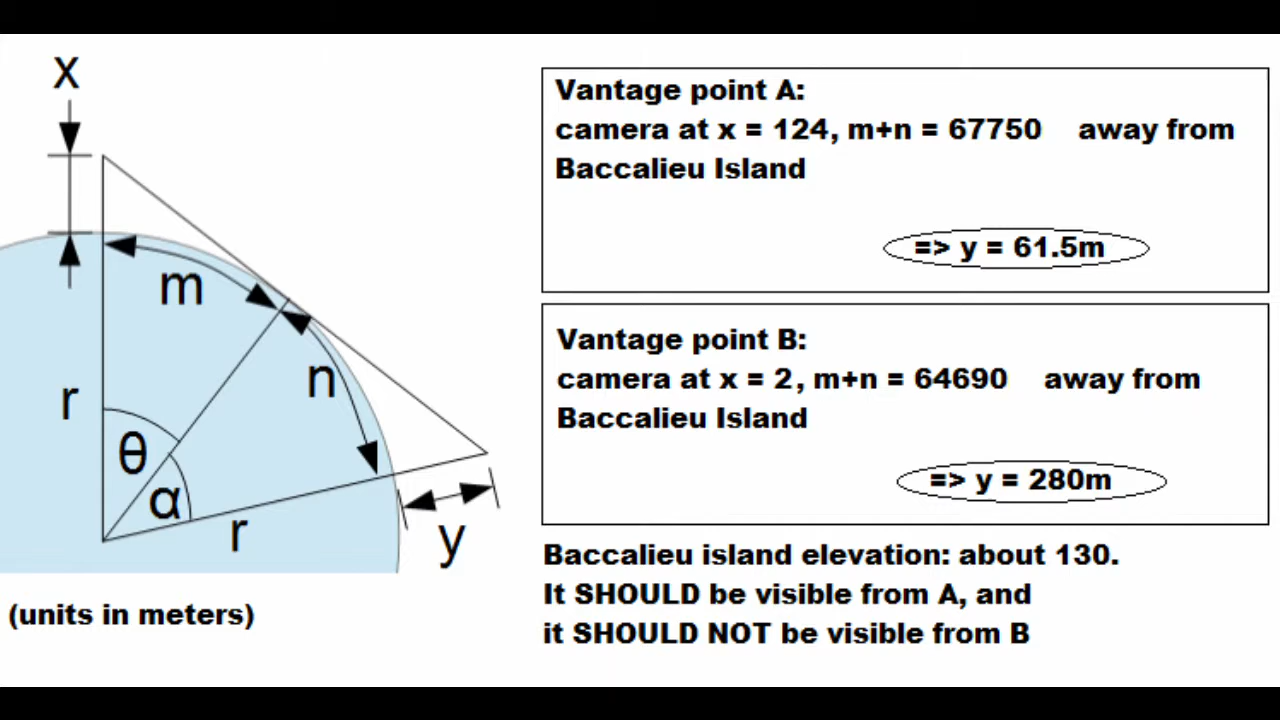 x
m
n
r
θ
α
r
y
(units in meters)
Vantage point A:
camera at x = 124, m+n = 67750 away from
Baccalieu Island
=> y = 61.5m
Vantage point B:
camera at x = 2, m+n = 64690 away from
Baccalieu Island
=> y = 280m
Baccalieu island elevation: about 130.
It SHOULD be visible from A, and
it SHOULD NOT be visible from B